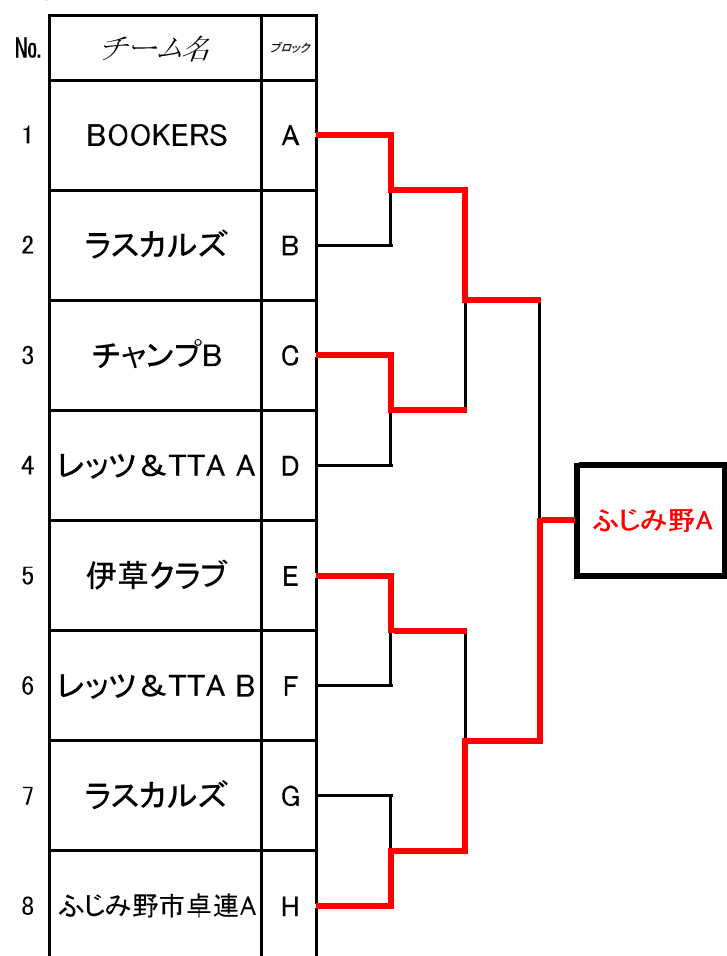 No. チーム名 ブロック
1 BOOKERS A
2 ラスカルズ B
3 チャンプB C
4 レッツ＆TTA A D
ふじみ野A
5 伊草クラブ E
6 レッツ＆TTA B F
7 ラスカルズ G
8 ふじみ野市卓連A H